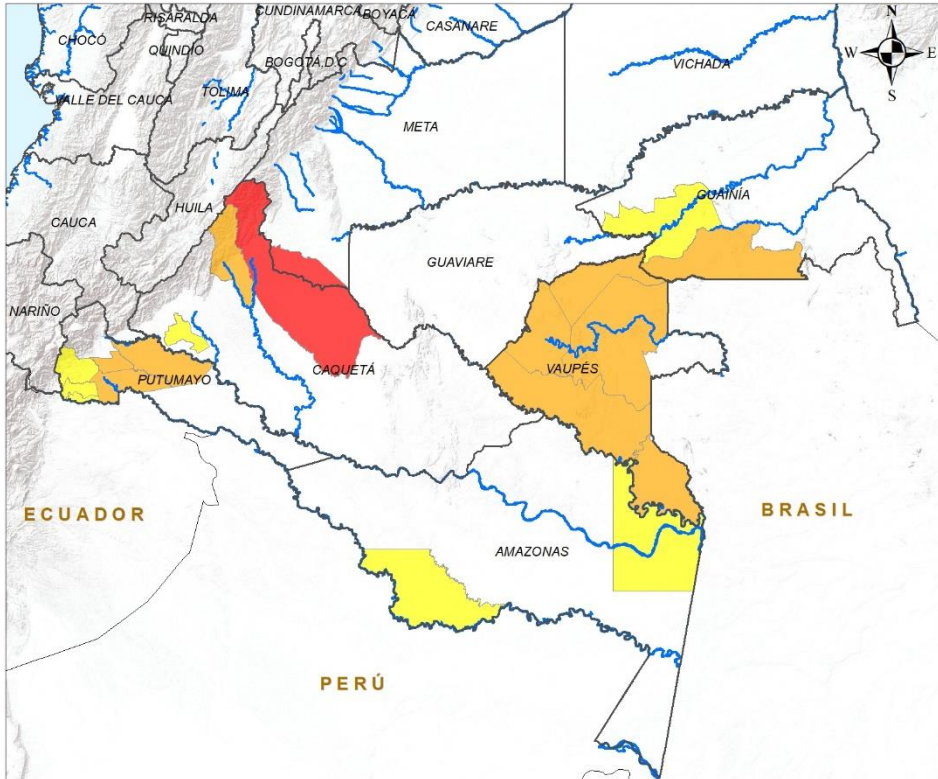 CUNDINAMARCA
BOYACÁ
RISARALDA
CASANARE
N
CHOCÓ
QUINDIO
BOGOTÁ,D.C
W
E
VICHADA
S
VALLE DEL CAUCA
TOLIMA
META
HUILA
GUAINÍA
CAUCA
GUAVIARE
NARIÑO
CAQUETÁ
VAUPÉS
PUTUMAYO
ECUADOR
BRASIL
AMAZONAS
PERÚ